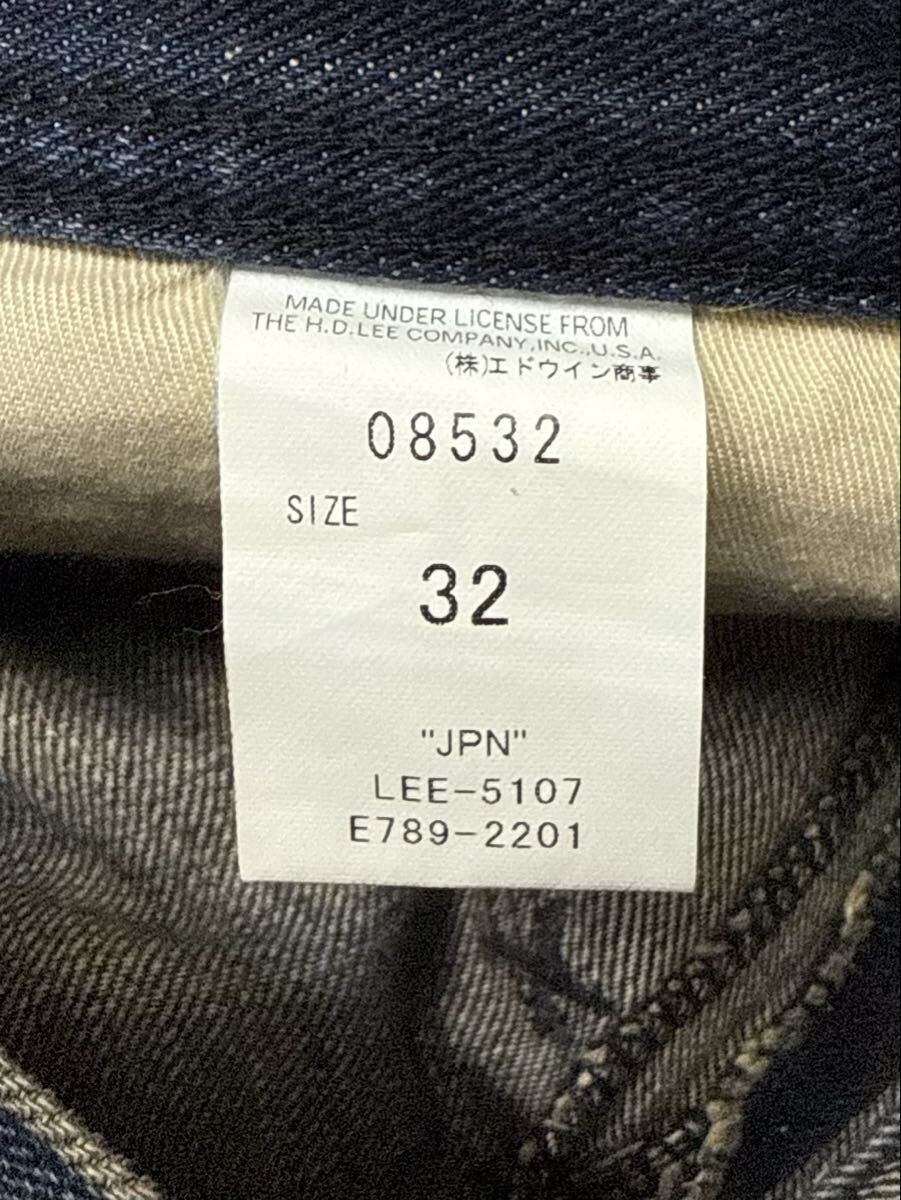 MADE UNDER LICENSE FROM
THE H.D.LEE COMPANY,INC.,U.S.A.
(株)エドウイン商事
08532
SIZE
32
"JPN"
LEE-5107
E789-2201